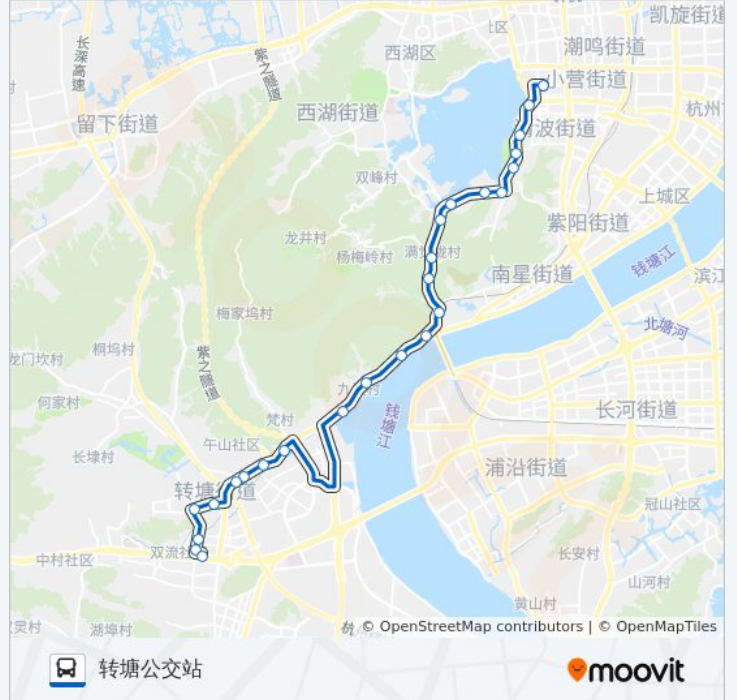 凯旋街道
潮鸣街道
西湖区
长深高速
紫之隧道
小营街道
西湖街道
杭州
留下街道
波街道
双峰村
上城区
紫阳街道
龙井村
杨梅岭村
满
陇村
钱塘江
南星街道
滨江
梅家坞村
北塘河
桐坞村
龙门坎村
紫之隧道
九
村
何家村
长河街道
钱塘江
梵村
午山社区
长埭村
浦沿街道
转塘街道
冠山社区
双流社
中村社区
长安村
山河村
黄山村
灵村
湖埠村
杭
© OpenStreetMap contributors | © OpenMapTiles
转塘公交站
moovit